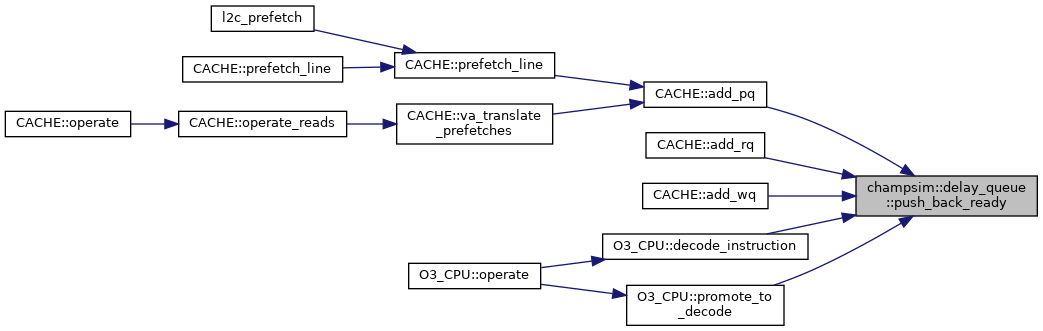 l2c_prefetch
CACHE::prefetch_line
CACHE::prefetch_line
CACHE::add_pq
CACHE::operate
CACHE::operate_reads
CACHE::va_translate
_prefetches
CACHE::add_rq
CACHE::add_wq
champsim::delay_queue
::push_back_ready
O3_CPU::decode_instruction
O3_CPU::operate
O3_CPU::promote_to
_decode